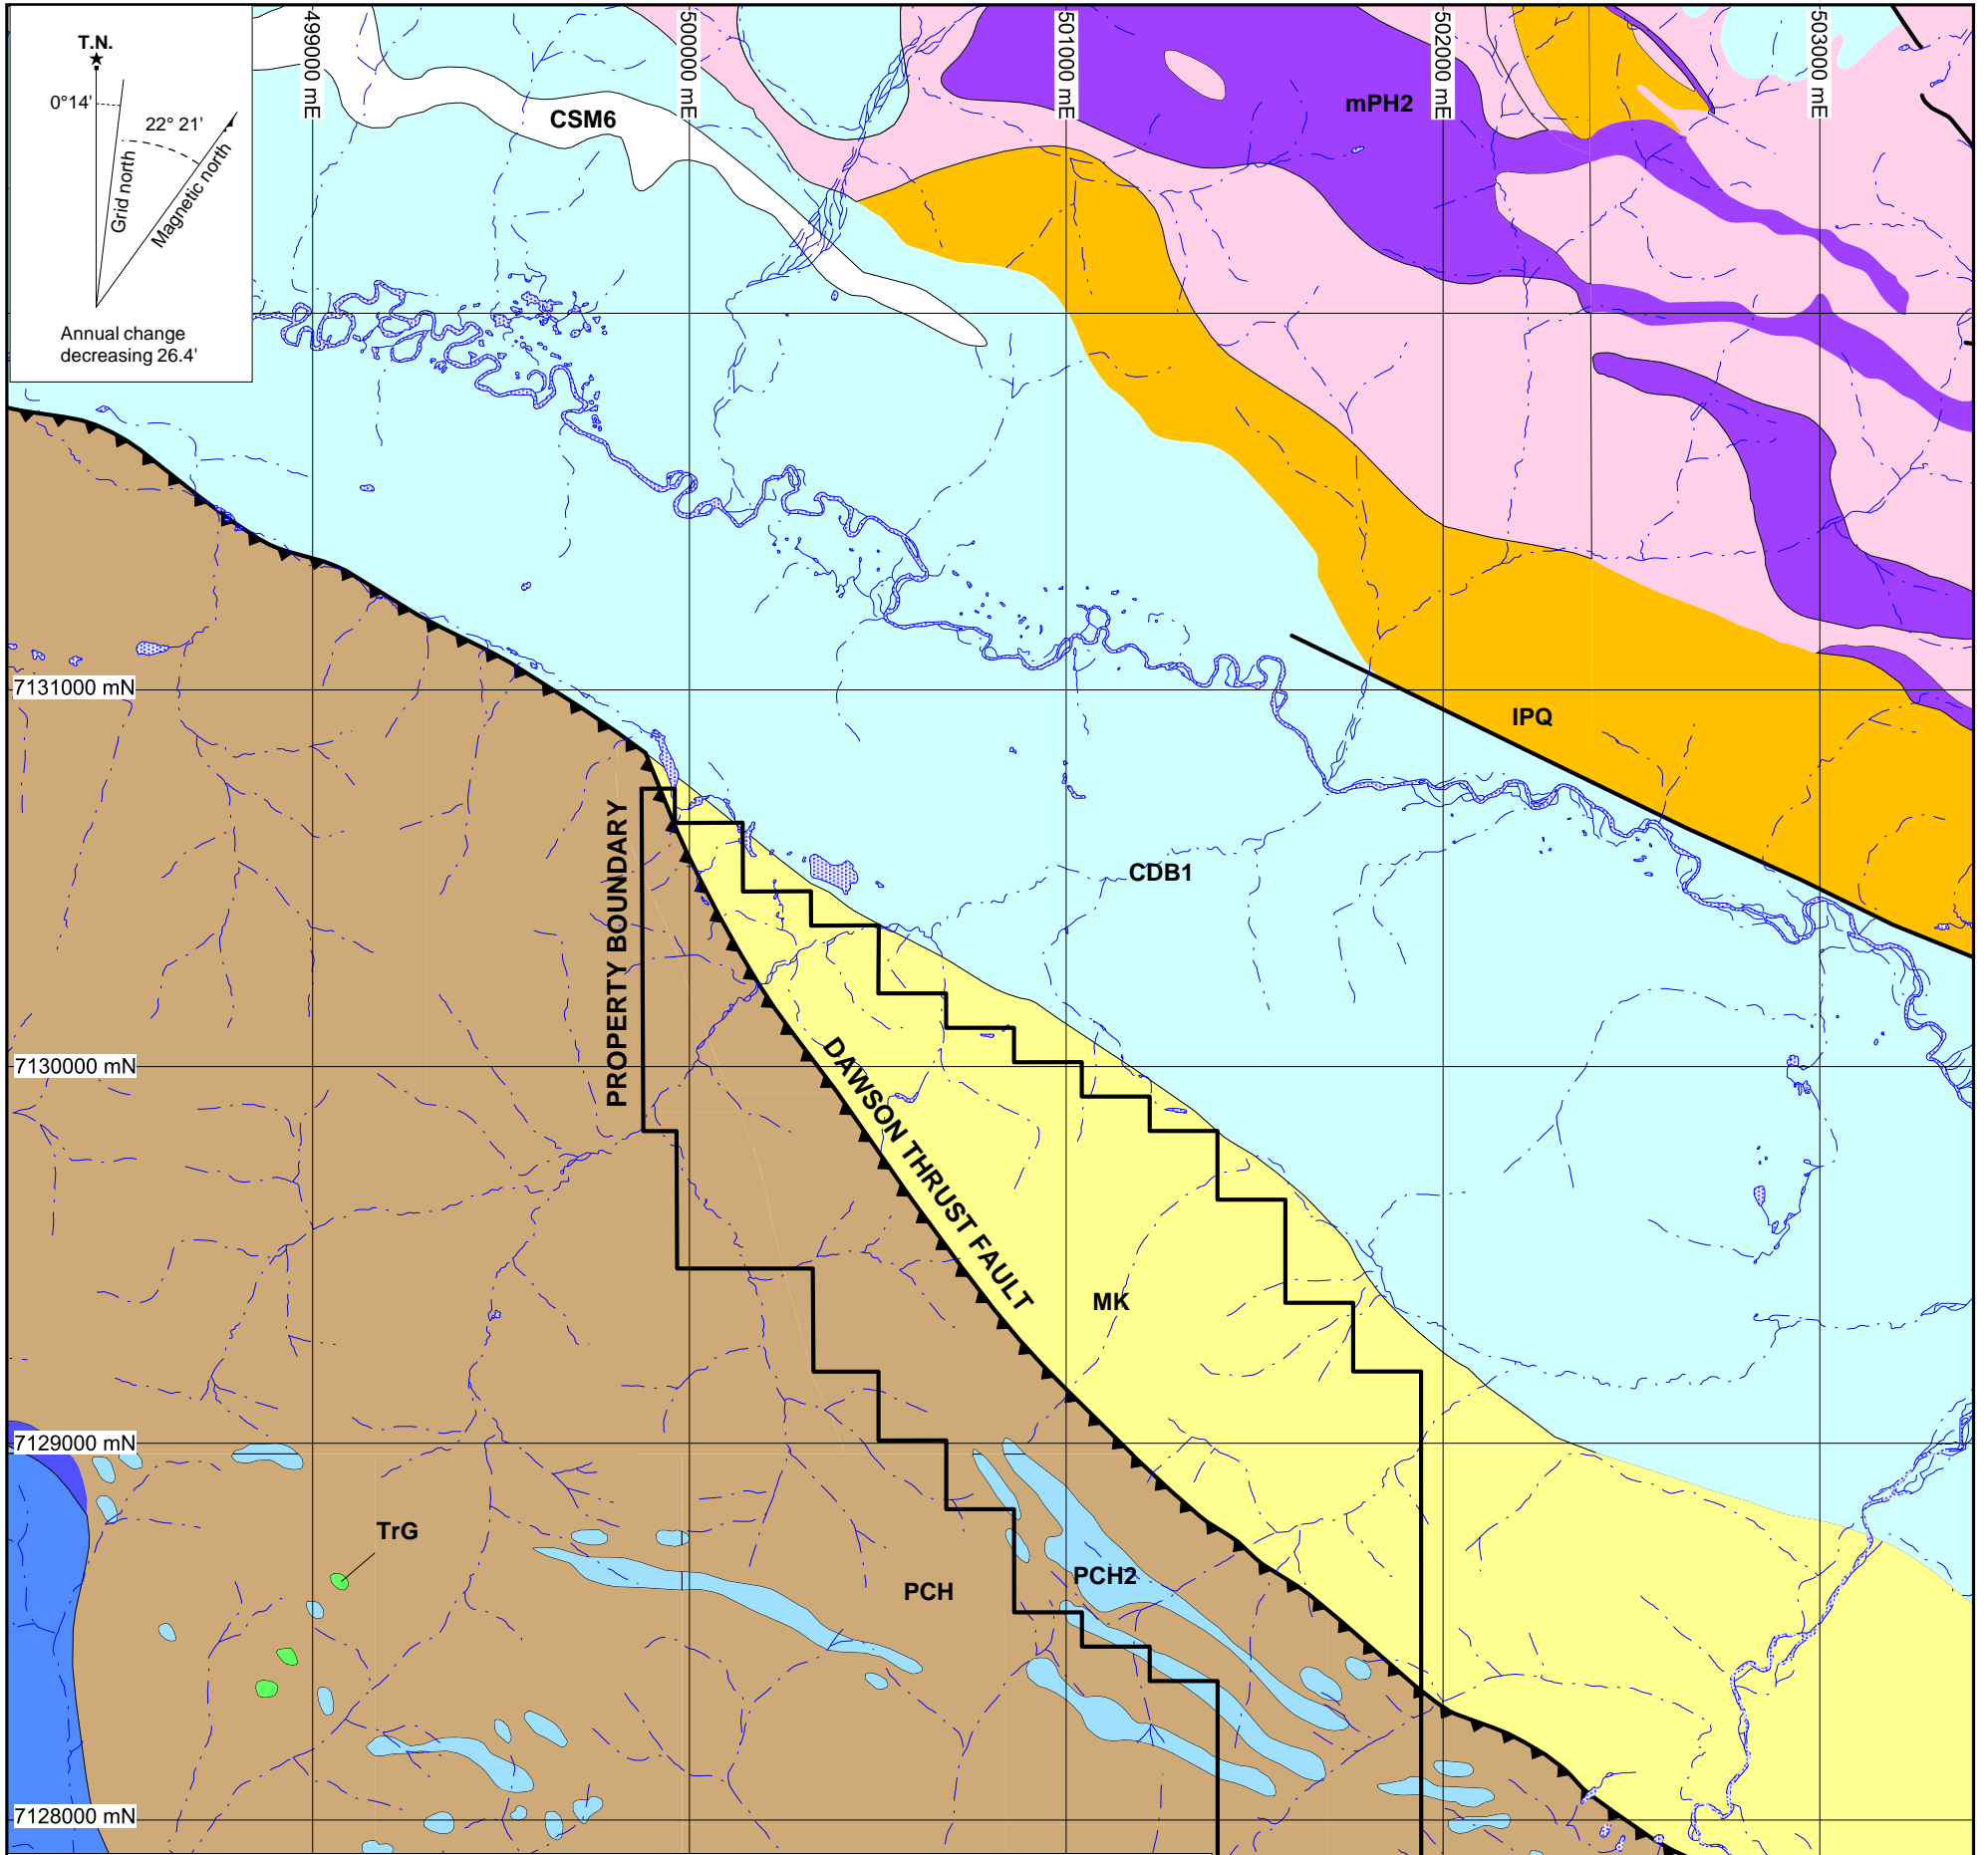 T.N.
0°14'
22° 21'
Grid north
Magnetic north
Annual change
decreasing 26.4'
499000 mE
500000 mE
501000 mE
502000 mE
503000 mE
CSM6
mPH2
7131000 mN
IPQ
PROPERTY BOUNDARY
CDB1
7130000 mN
DAWSON THRUST FAULT
MK
7129000 mN
TrG
PCH
PCH2
7128000 mN